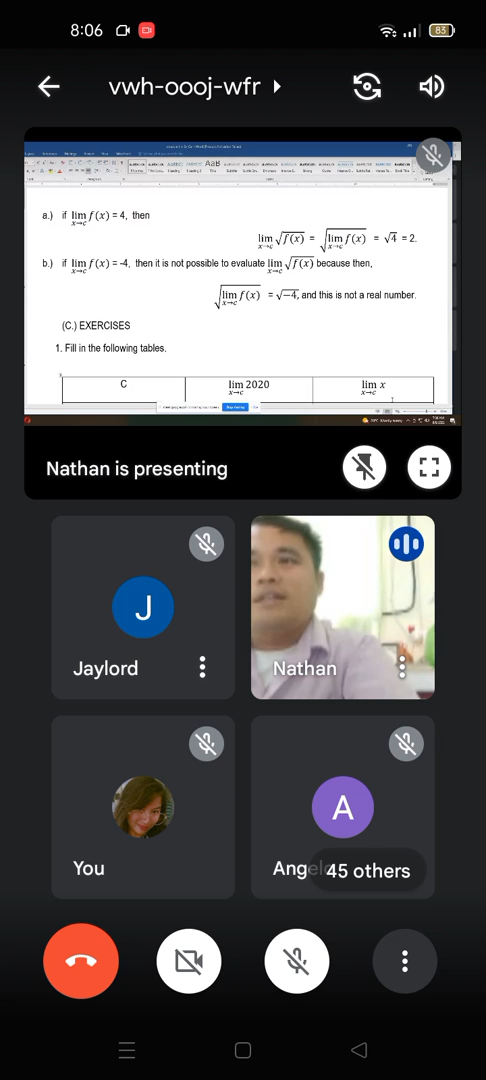 8:06
83
vwh-oooj-wfr
AaB
a.) if lim x→c f(x) = 4, then
lim x→c √f(x) = √lim x→c f(x) = √4 = 2.
b.) if lim x→c f(x) = -4, then it is not possible to evaluate lim x→c √f(x) because then,
√lim x→c f(x) = √−4, and this is not a real number.
(C.) EXERCISES
1. Fill in the following tables.
C lim x→c 2020 lim x→c x
Nathan is presenting
J
Jaylord
Nathan
You
A
Angel
45 others